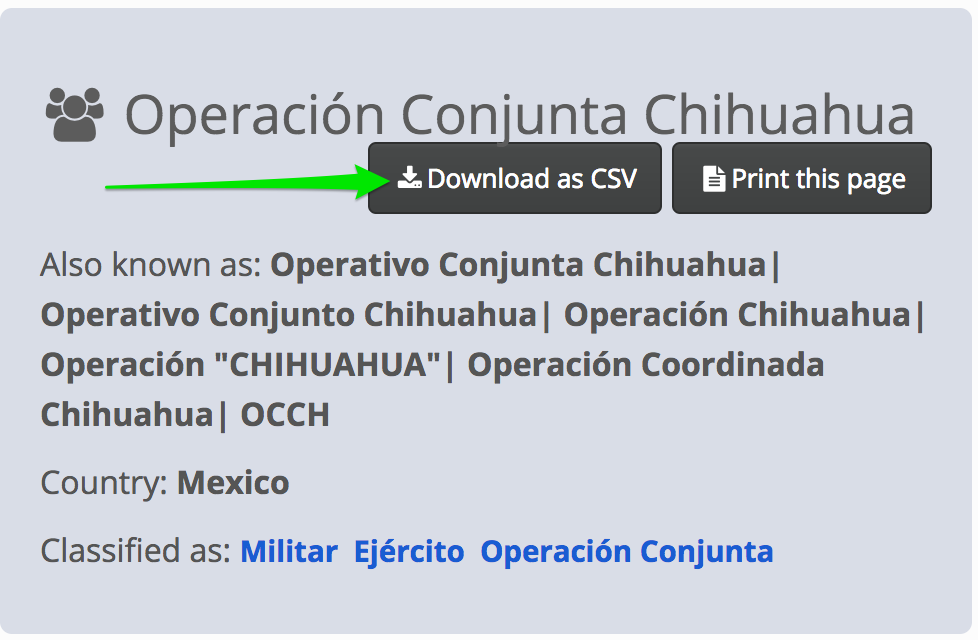 Operación Conjunta Chihuahua
Download as CSV Print this page
Also known as: Operativo Conjunta Chihuahua|
Operativo Conjunto Chihuahua| Operación Chihuahua|
Operación "CHIHUAHUA"| Operación Coordinada
Chihuahua| OCCH
Country: Mexico
Classified as: Militar Ejército Operación Conjunta